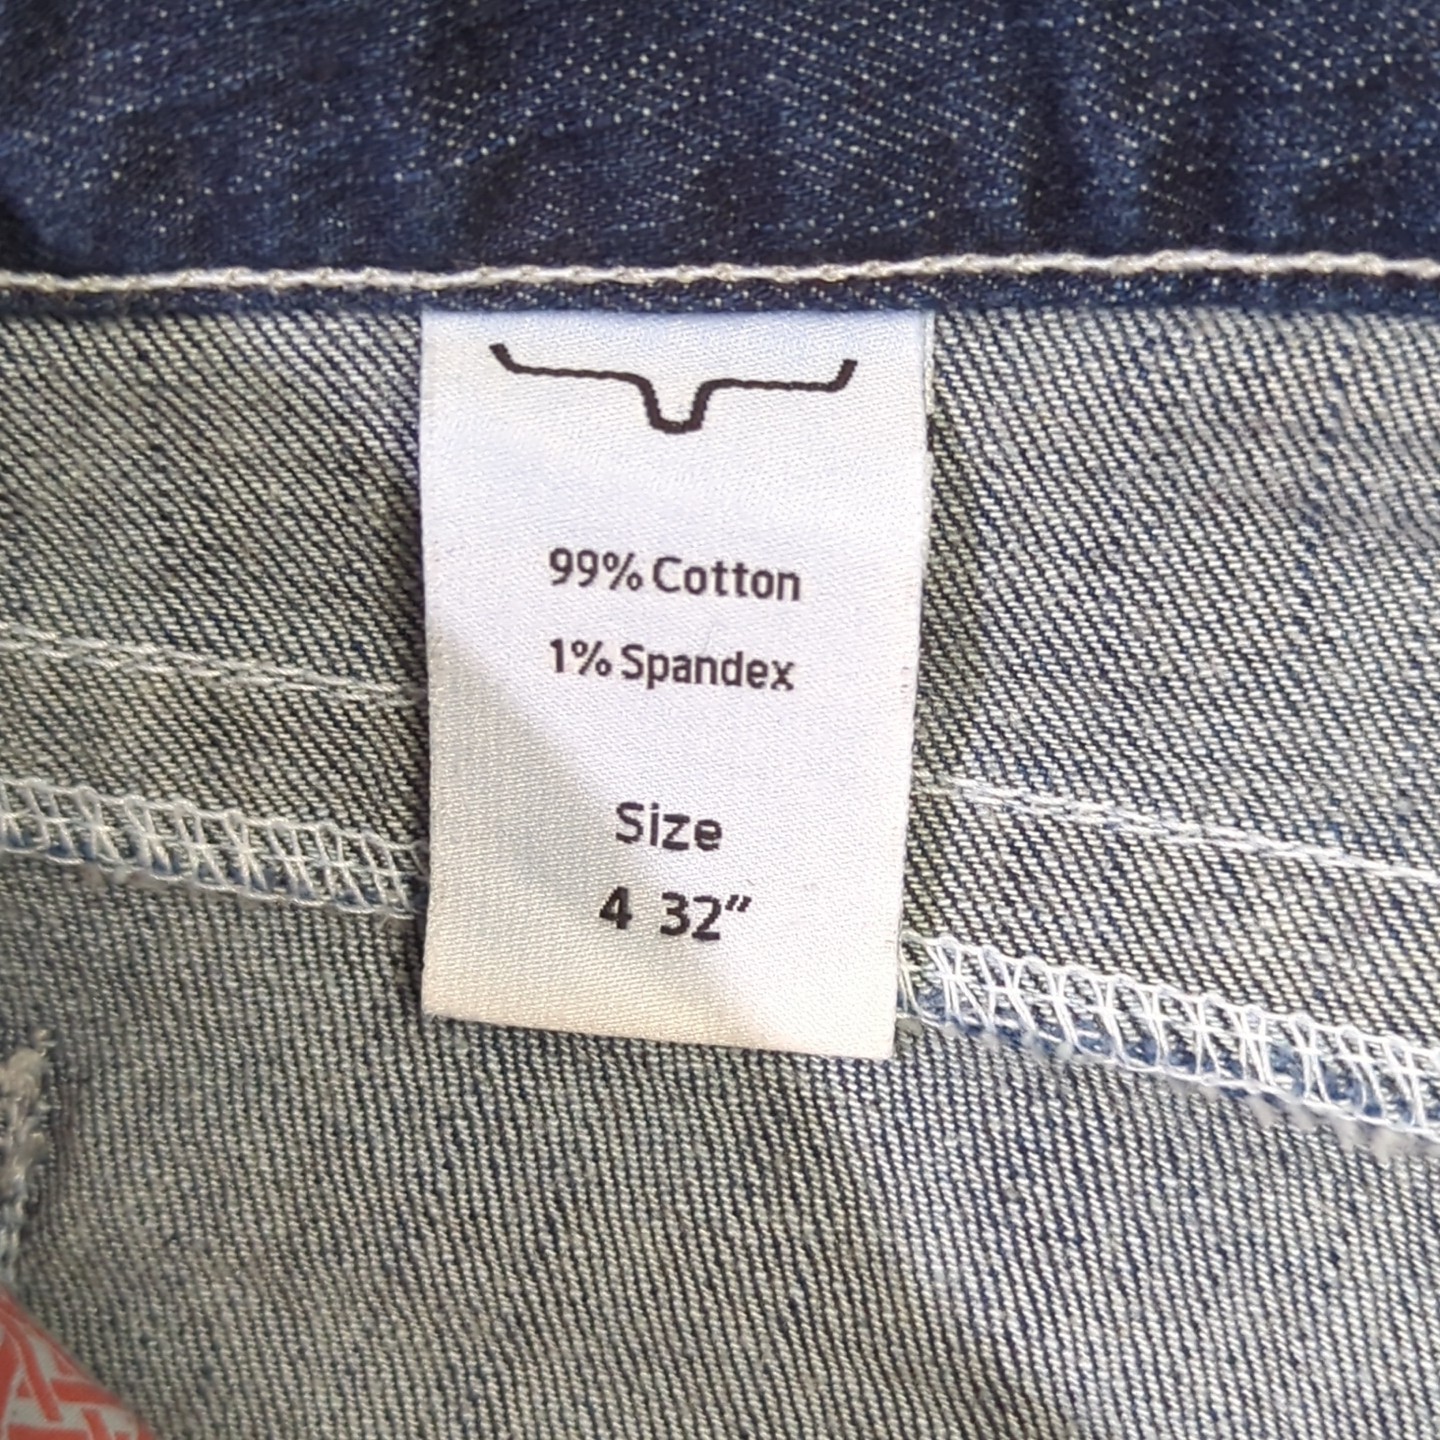 99% Cotton
1% Spandex
Size
4 32”